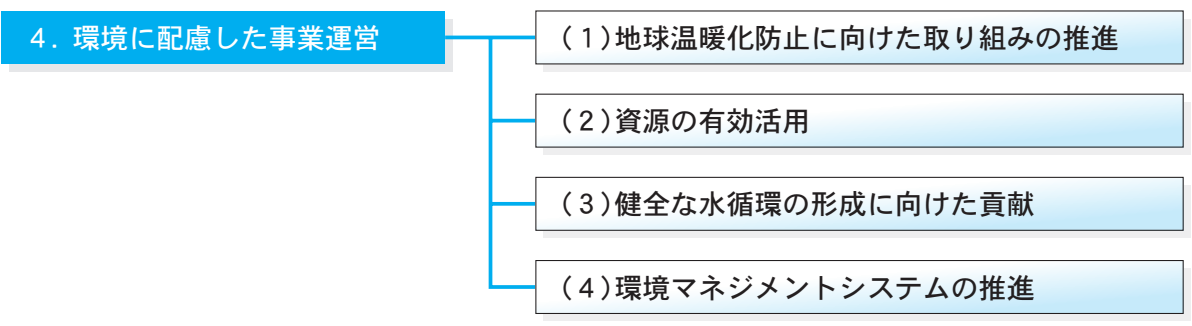 4. 環境に配慮した事業運営
(1)地球温暖化防止に向けた取り組みの推進
(2)資源の有効活用
(3)健全な水循環の形成に向けた貢献
(4)環境マネジメントシステムの推進